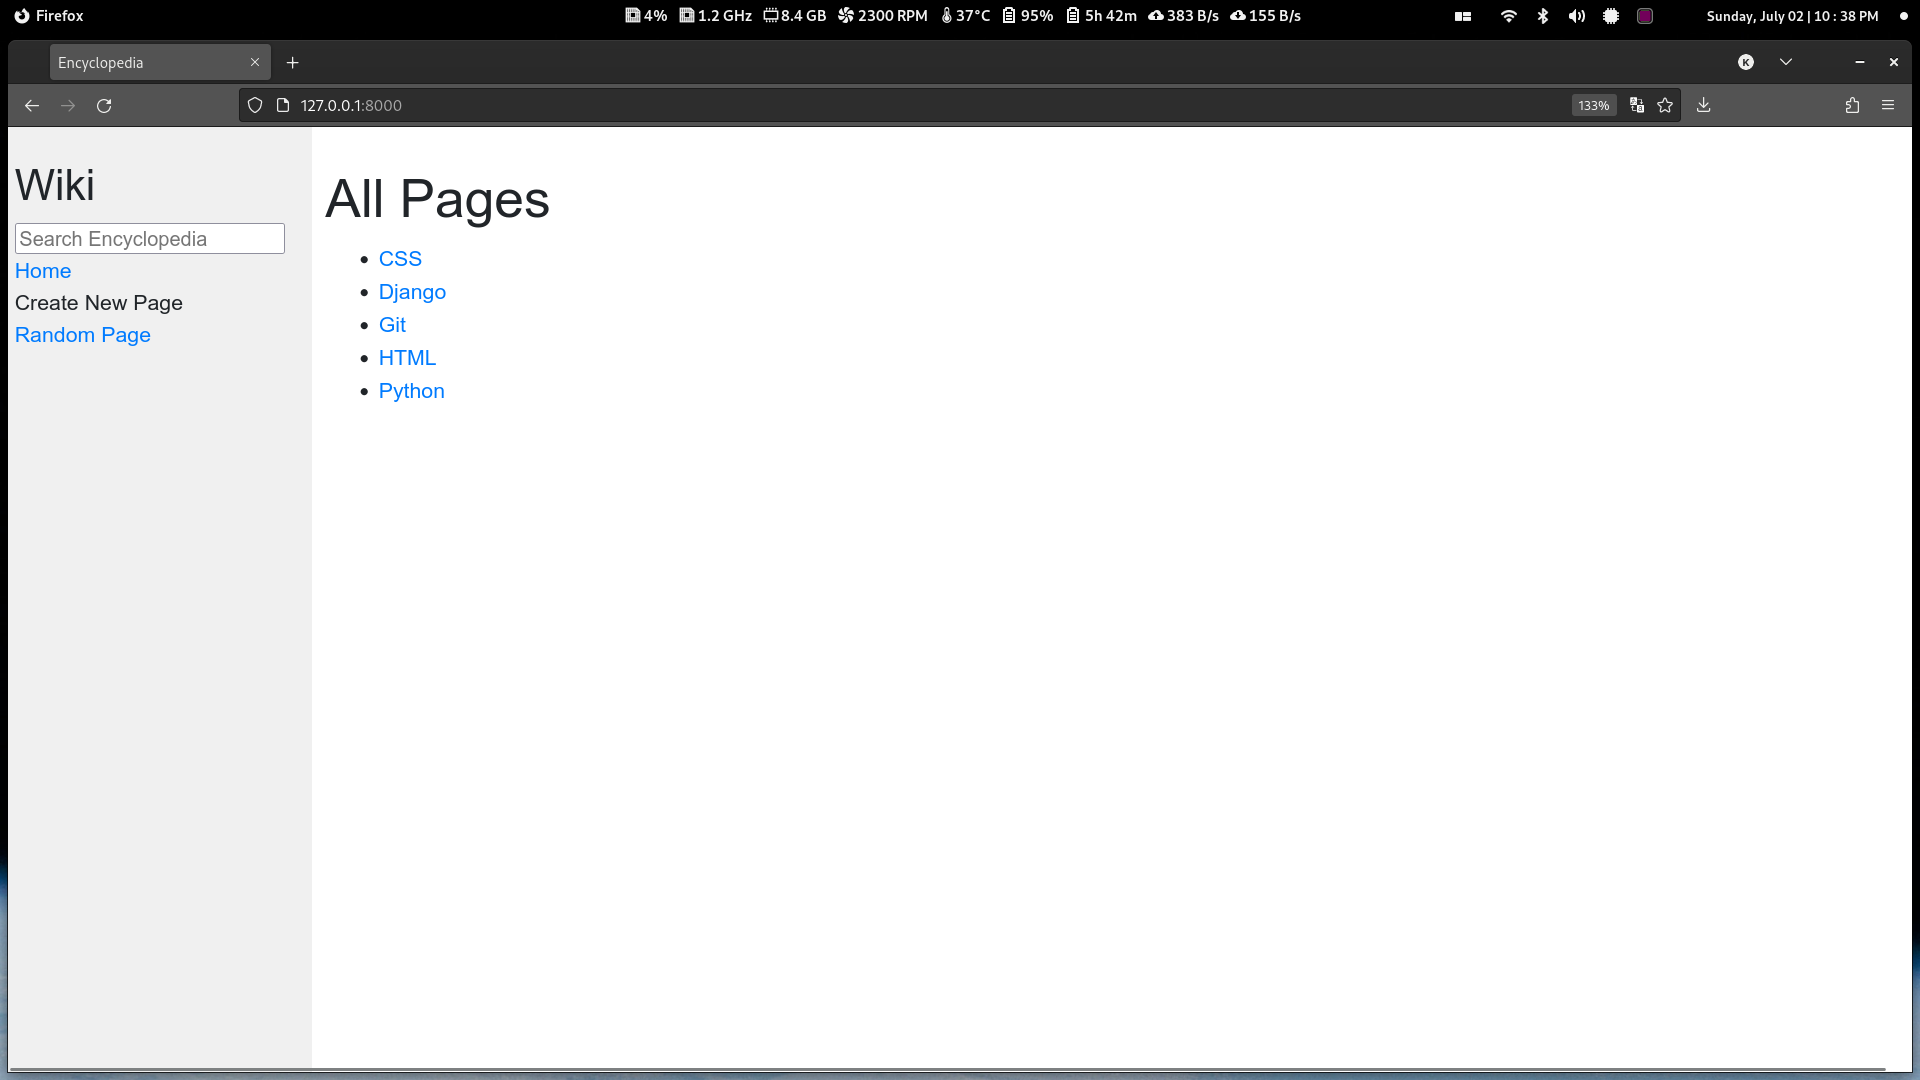 Firefox
4% 1.2 GHz 8.4 GB 2300 RPM 37°C 95% 5h 42m 383 B/s 155 B/s
Sunday, July 02 | 10 : 38 PM
Encyclopedia
K
127.0.0.1:8000
133%
Wiki
Search Encyclopedia
Home
Create New Page
Random Page
All Pages
CSS
Django
Git
HTML
Python